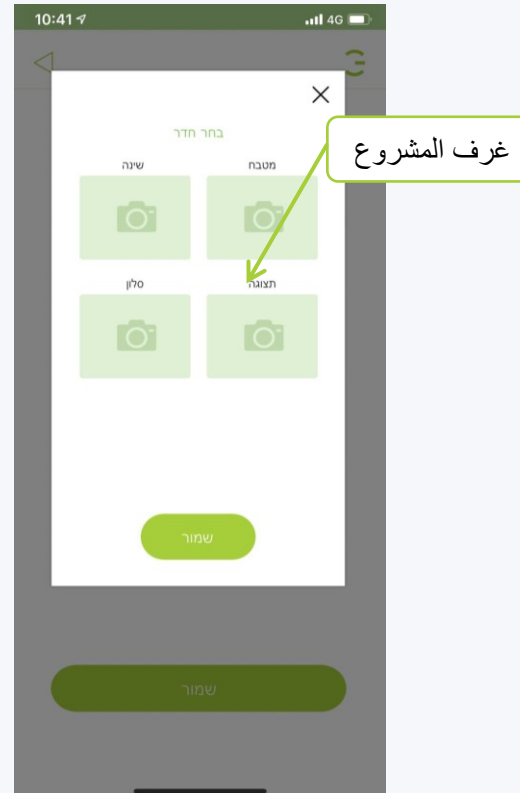 10:41 4G
בחר חדר
غرف المشروع
מטבח שינה
תצוגה סלון
שמור
שמור